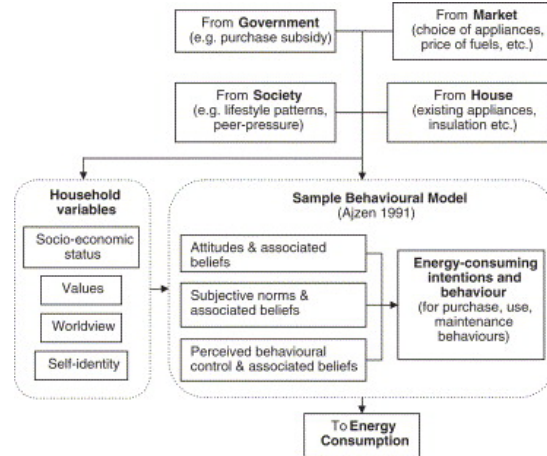 From Government
(e.g. purchase subsidy)
From Market
(choice of appliances,
price of fuels, etc.)
From Society
(e.g. lifestyle patterns,
peer-pressure)
From House
(existing appliances,
insulation etc.)
Household
variables
Socio-economic
status
Values
Worldview
Self-identity
Sample Behavioural Model
(Ajzen 1991)
Attitudes & associated
beliefs
Subjective norms &
associated beliefs
Perceived behavioural
control & associated beliefs
Energy-consuming
intentions and
behaviour
(for purchase, use,
maintenance
behaviours)
To Energy
Consumption